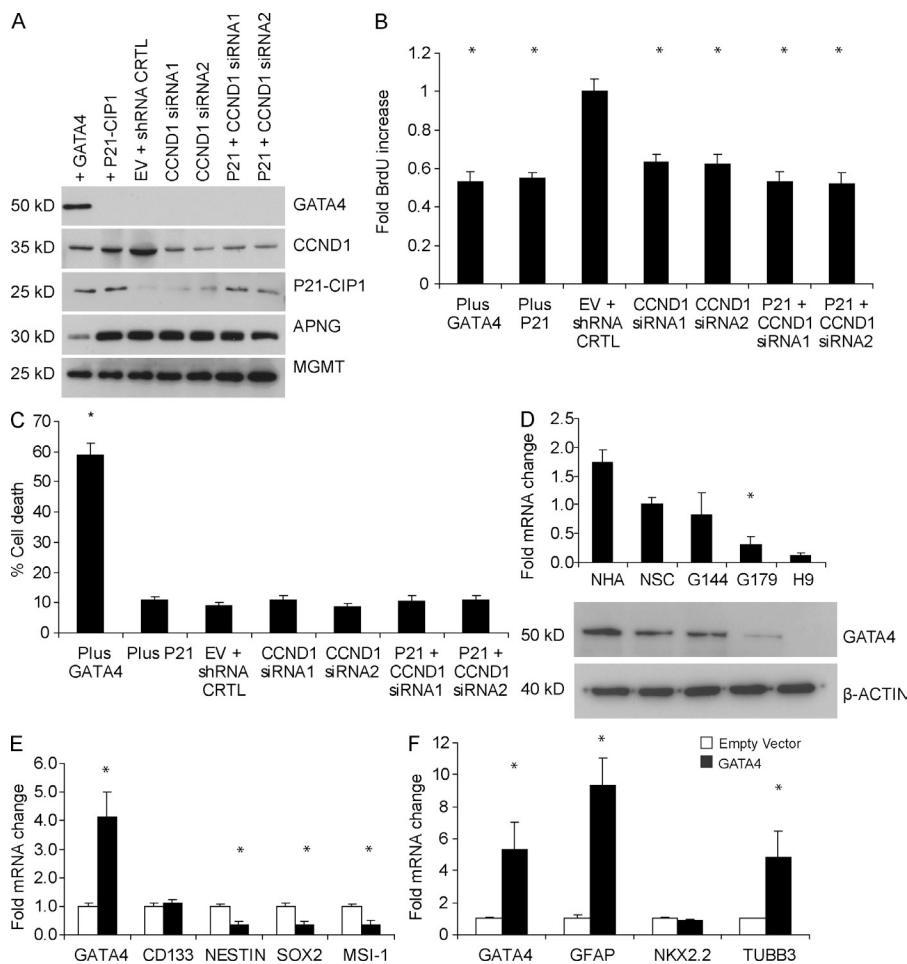 A
+ GATA4
+ P21-CIP1
EV + shRNA CRTL
CCND1 siRNA1
CCND1 siRNA2
P21 + CCND1 siRNA1
P21 + CCND1 siRNA2
50 kD
GATA4
35 kD
CCND1
25 kD
P21-CIP1
30 kD
APNG
25 kD
MGMT
B
Fold BrdU increase
1.2
1
0.8
0.6
0.4
0.2
0
* * * * * *
Plus GATA4
Plus P21
EV + shRNA CRTL
CCND1 siRNA1
CCND1 siRNA2
P21 + CCND1 siRNA1
P21 + CCND1 siRNA2
C
% Cell death
70
60
50
40
30
20
10
0
*
Plus GATA4
Plus P21
EV + shRNA CRTL
CCND1 siRNA1
CCND1 siRNA2
P21 + CCND1 siRNA1
P21 + CCND1 siRNA2
D
Fold mRNA change
2.5
2.0
1.5
1.0
0.5
0.0
*
NHA NSC G144 G179 H9
50 kD
GATA4
40 kD
β-ACTIN
E
Fold mRNA change
6.0
5.0
4.0
3.0
2.0
1.0
0.0
* * * *
GATA4 CD133 NESTIN SOX2 MSI-1
F
Fold mRNA change
12
10
8
6
4
2
0
* * *
Empty Vector
GATA4
GATA4 GFAP NKX2.2 TUBB3